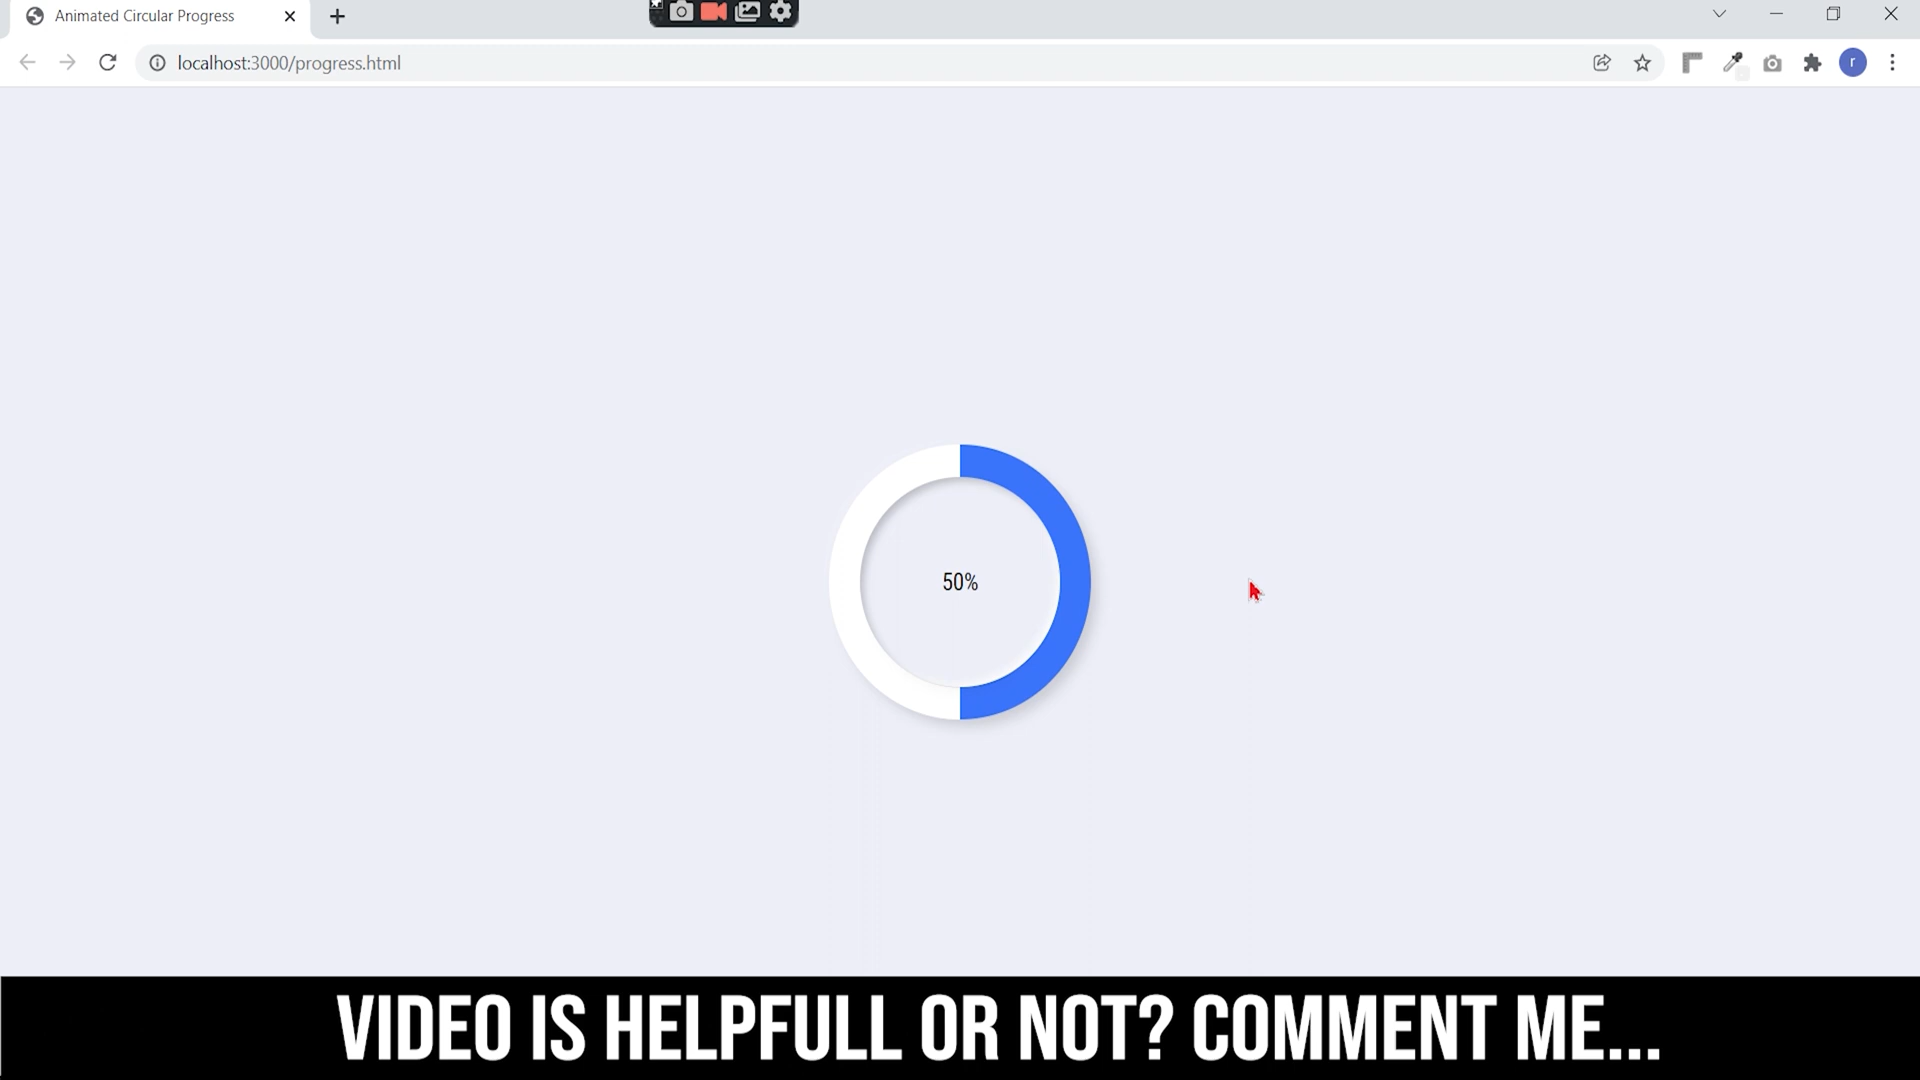 Animated Circular Progress
localhost:3000/progress.html
r
50%
VIDEO IS HELPFULL OR NOT? COMMENT ME...